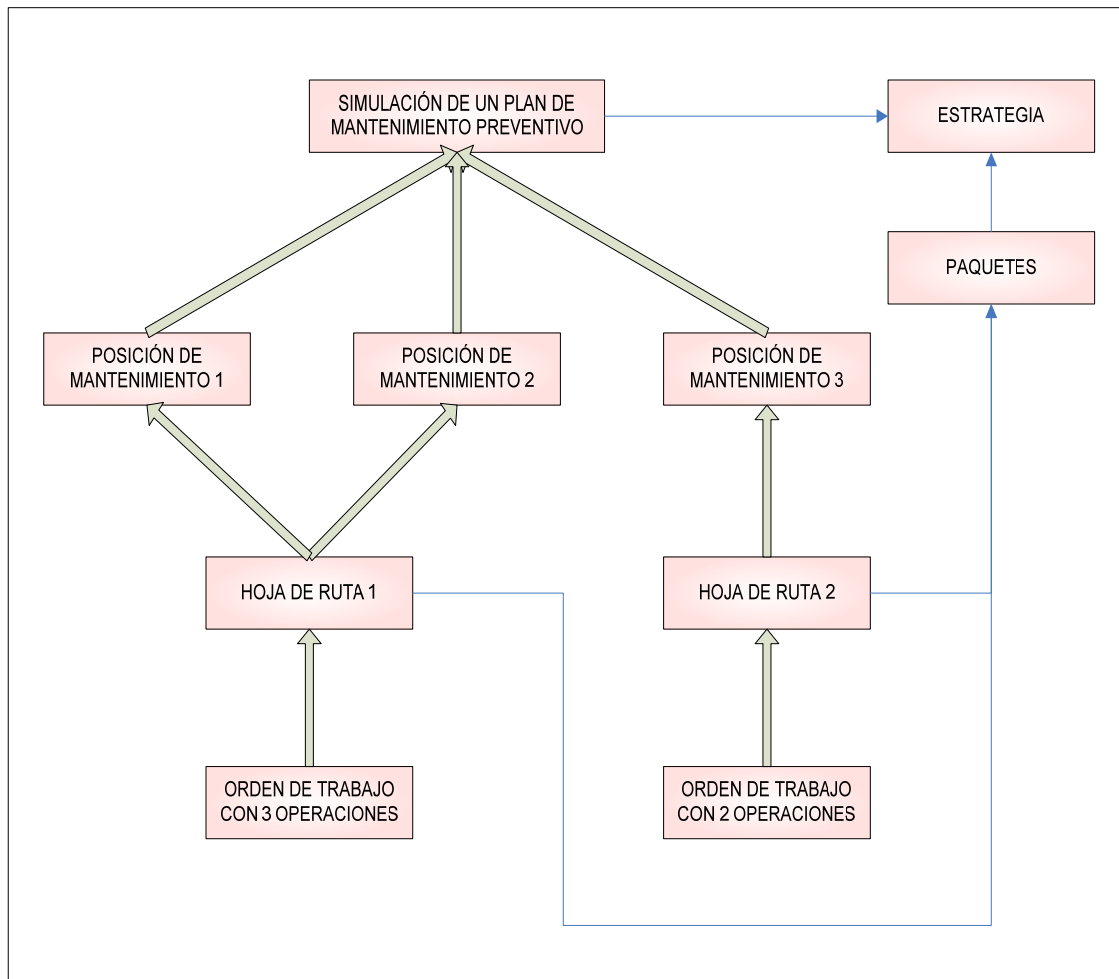 SIMULACIÓN DE UN PLAN DE
MANTENIMIENTO PREVENTIVO
ESTRATEGIA
PAQUETES
POSICIÓN DE
MANTENIMIENTO 1
POSICIÓN DE
MANTENIMIENTO 2
POSICIÓN DE
MANTENIMIENTO 3
HOJA DE RUTA 1
HOJA DE RUTA 2
ORDEN DE TRABAJO
CON 3 OPERACIONES
ORDEN DE TRABAJO
CON 2 OPERACIONES